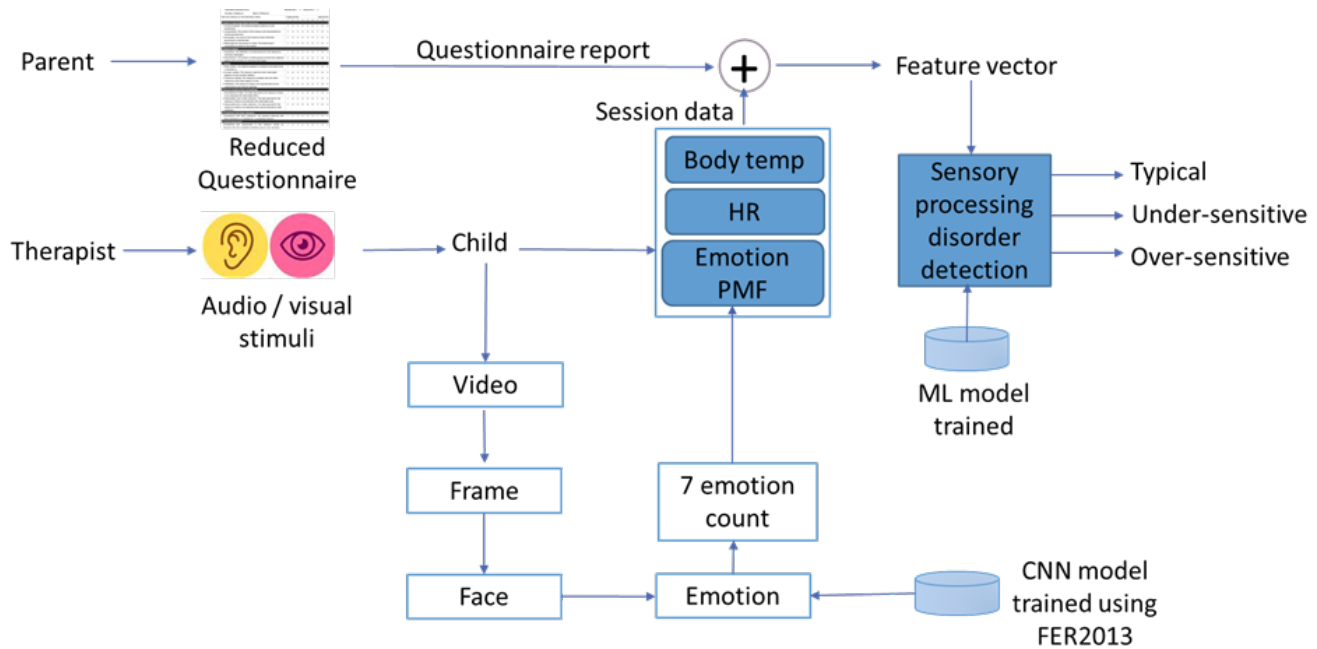 Parent
Questionnaire report
+
Feature vector
Reduced
Questionnaire
Session data
Body temp
HR
Emotion
PMF
Sensory
processing
disorder
detection
Typical
Under-sensitive
Over-sensitive
Therapist
Audio / visual
stimuli
Child
Video
Frame
Face
Emotion
7 emotion
count
ML model
trained
CNN model
trained using
FER2013